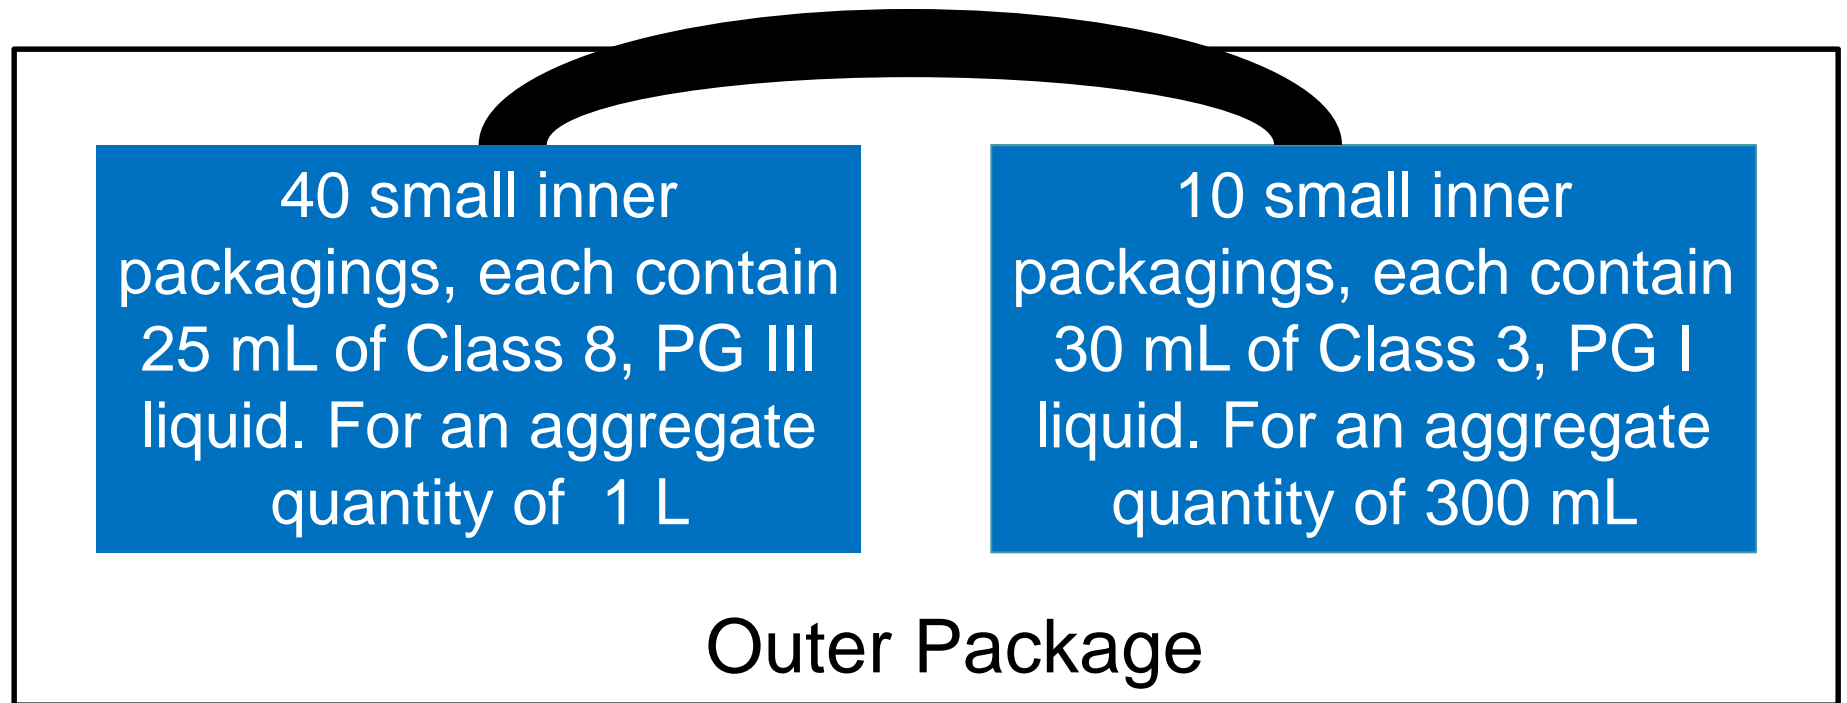 40 small inner
packagings, each contain
25 mL of Class 8, PG III
liquid. For an aggregate
quantity of  1 L
10 small inner
packagings, each contain
30 mL of Class 3, PG I
liquid. For an aggregate
quantity of 300 mL
Outer Package